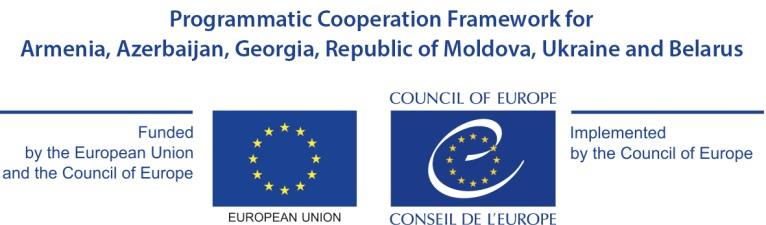 Programmatic Cooperation Framework for
Armenia, Azerbaijan, Georgia, Republic of Moldova, Ukraine and Belarus
Funded
by the European Union
and the Council of Europe
EUROPEAN UNION
COUNCIL OF EUROPE
CONSEIL DE L'EUROPE
Implemented
by the Council of Europe